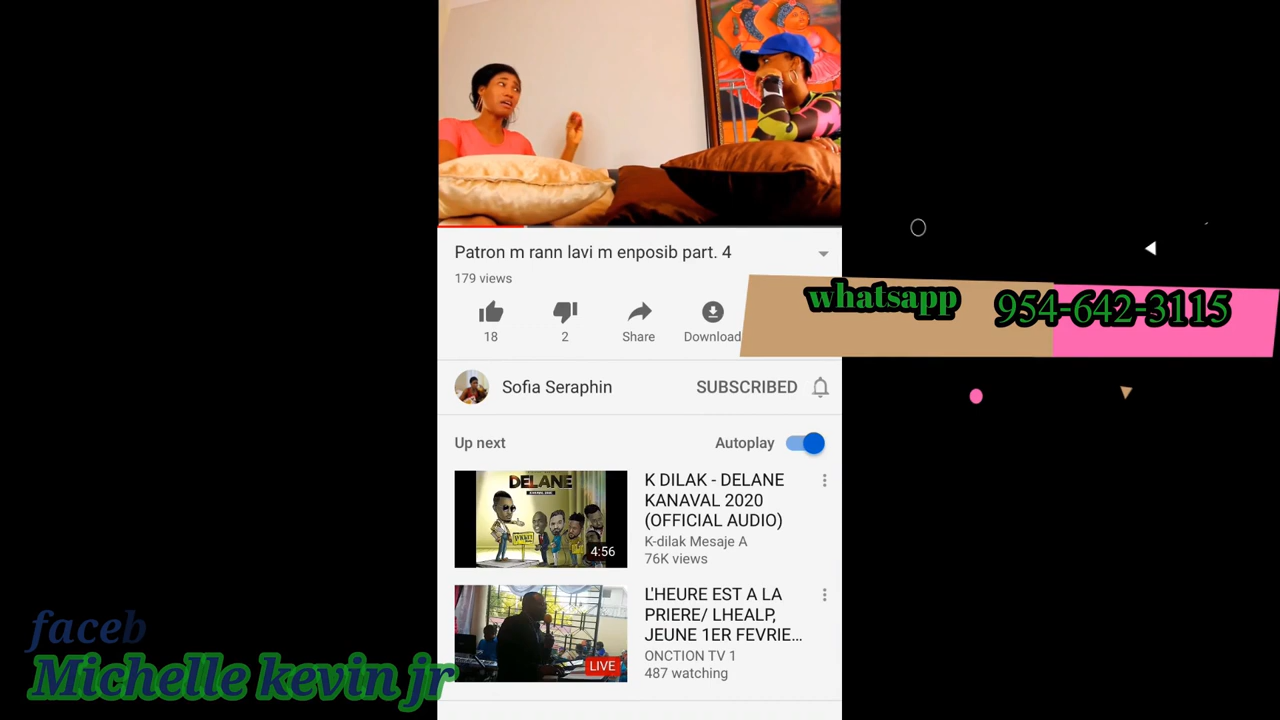 Patron m rann lavi m enposib part. 4
179 views
18
2
Share
Download
whatsapp
954-642-3115
Sofia Seraphin
SUBSCRIBED
Up next
Autoplay
DELANE
4:56
K DILAK - DELANE
KANAVAL 2020
(OFFICIAL AUDIO)
K-dilak Mesaje A
76K views
LIVE
L'HEURE EST A LA
PRIERE/ LHEALP,
JEUNE 1ER FEVRIE...
ONCTION TV 1
487 watching
faceb
Michelle kevin jr